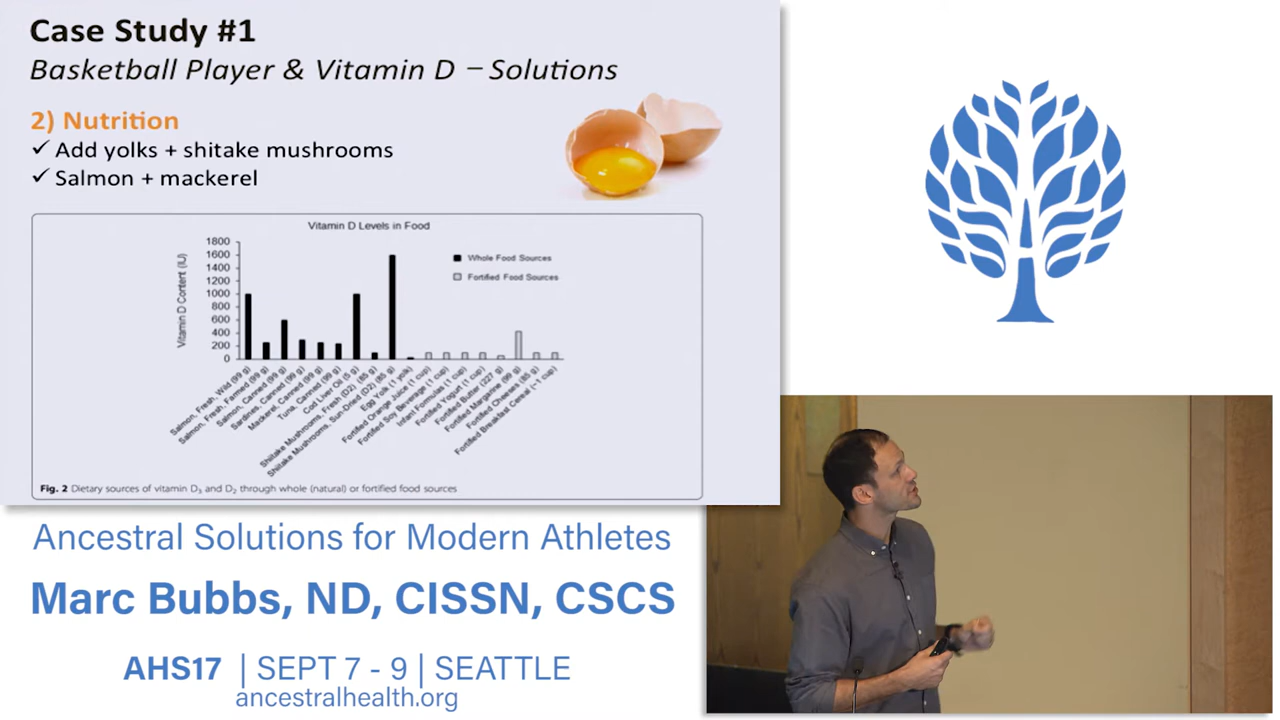 Case Study #1
Basketball Player & Vitamin D – Solutions
2) Nutrition
✓ Add yolks + shitake mushrooms
✓ Salmon + mackerel
Vitamin D Levels in Food
Vitamin D Content (IU)
1800
1600
1400
1200
1000
800
600
400
200
0
Whole Food Sources
Fortified Food Sources
Salmon, Fresh, Wild (99 g)
Salmon, Fresh, Farmed (99 g)
Salmon, Canned (99 g)
Sardines, Canned (99 g)
Mackerel, Canned (99 g)
Tuna, Canned (99 g)
Cod Liver Oil (5 g)
Shiitake Mushrooms, Fresh (D2) (85 g)
Shiitake Mushrooms, Sun-Dried (D2) (85 g)
Egg Yolk (1 yolk)
Fortified Orange Juice (1 cup)
Fortified Soy Beverage (1 cup)
Infant Formulas (1 cup)
Fortified Yogurt (1 cup)
Fortified Butter (227 g)
Fortified Margarine (99 g)
Fortified Cheeses (85 g)
Fortified Breakfast Cereal (~1 cup)
Fig. 2 Dietary sources of vitamin D₃ and D₂ through whole (natural) or fortified food sources
Ancestral Solutions for Modern Athletes
Marc Bubbs, ND, CISSN, CSCS
AHS17 | SEPT 7 - 9 | SEATTLE
ancestralhealth.org